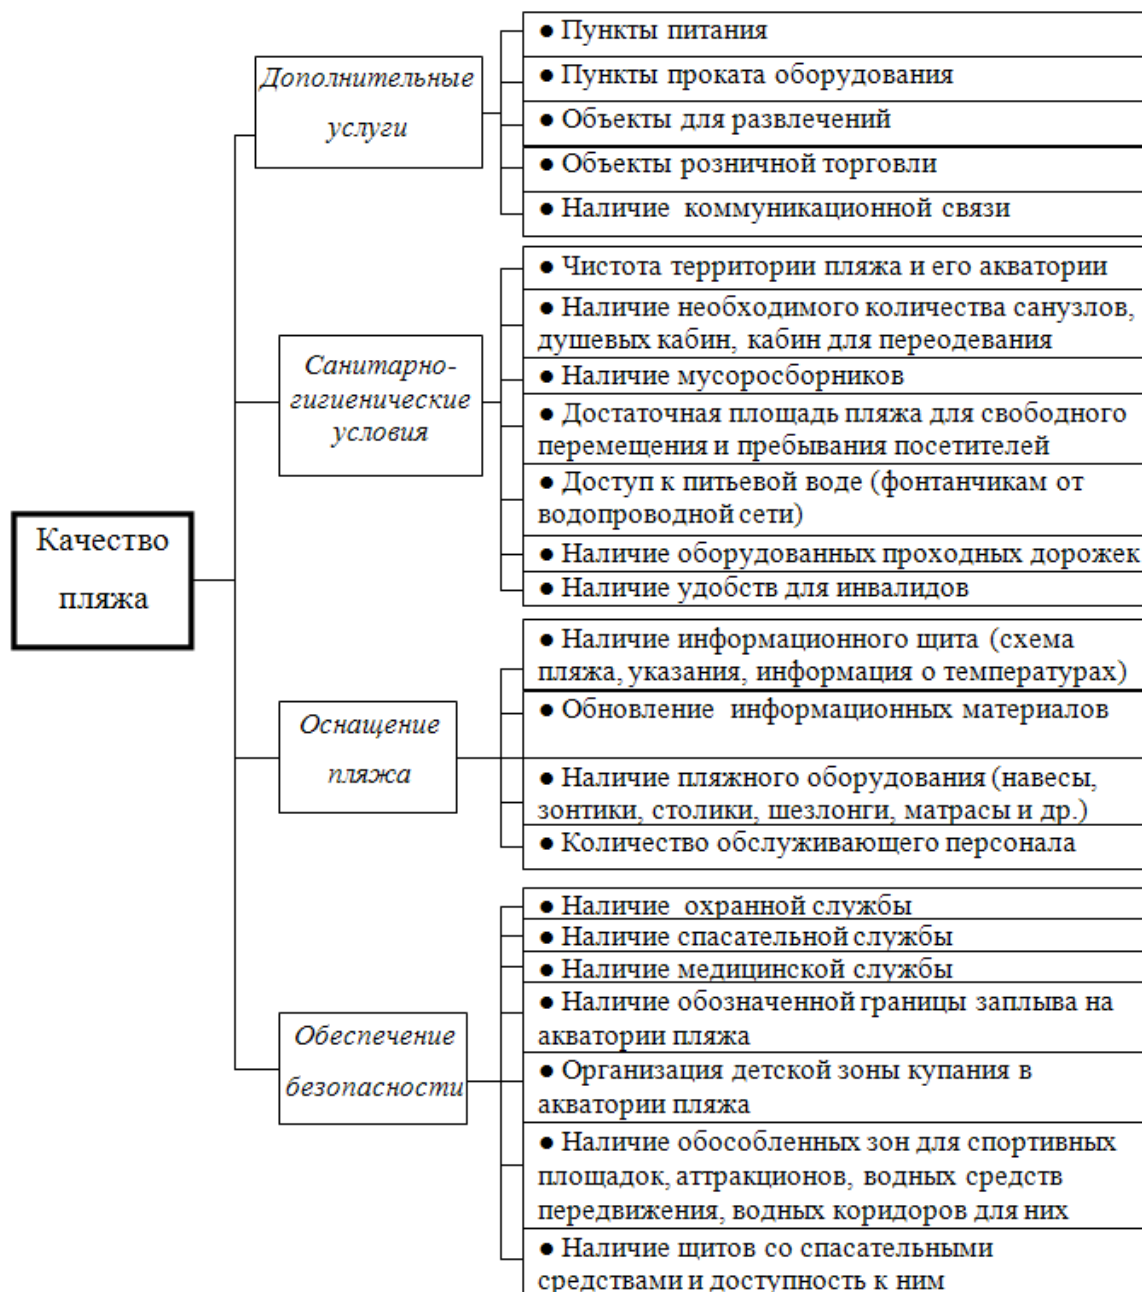 Качество
пляжа
Дополнительные
услуги
● Пункты питания
● Пункты проката оборудования
● Объекты для развлечений
● Объекты розничной торговли
● Наличие коммуникационной связи
Санитарно-
гигиенические
условия
● Чистота территории пляжа и его акватории
● Наличие необходимого количества санузлов,
душевых кабин, кабин для переодевания
● Наличие мусоросборников
● Достаточная площадь пляжа для свободного
перемещения и пребывания посетителей
● Доступ к питьевой воде (фонтанчикам от
водопроводной сети)
● Наличие оборудованных проходных дорожек
● Наличие удобств для инвалидов
Оснащение
пляжа
● Наличие информационного щита (схема
пляжа, указания, информация о температурах)
● Обновление информационных материалов
● Наличие пляжного оборудования (навесы,
зонтики, столики, шезлонги, матрасы и др.)
● Количество обслуживающего персонала
Обеспечение
безопасности
● Наличие охранной службы
● Наличие спасательной службы
● Наличие медицинской службы
● Наличие обозначенной границы заплыва на
акватории пляжа
● Организация детской зоны купания в
акватории пляжа
● Наличие обособленных зон для спортивных
площадок, аттракционов, водных средств
передвижения, водных коридоров для них
● Наличие щитов со спасательными
средствами и доступность к ним